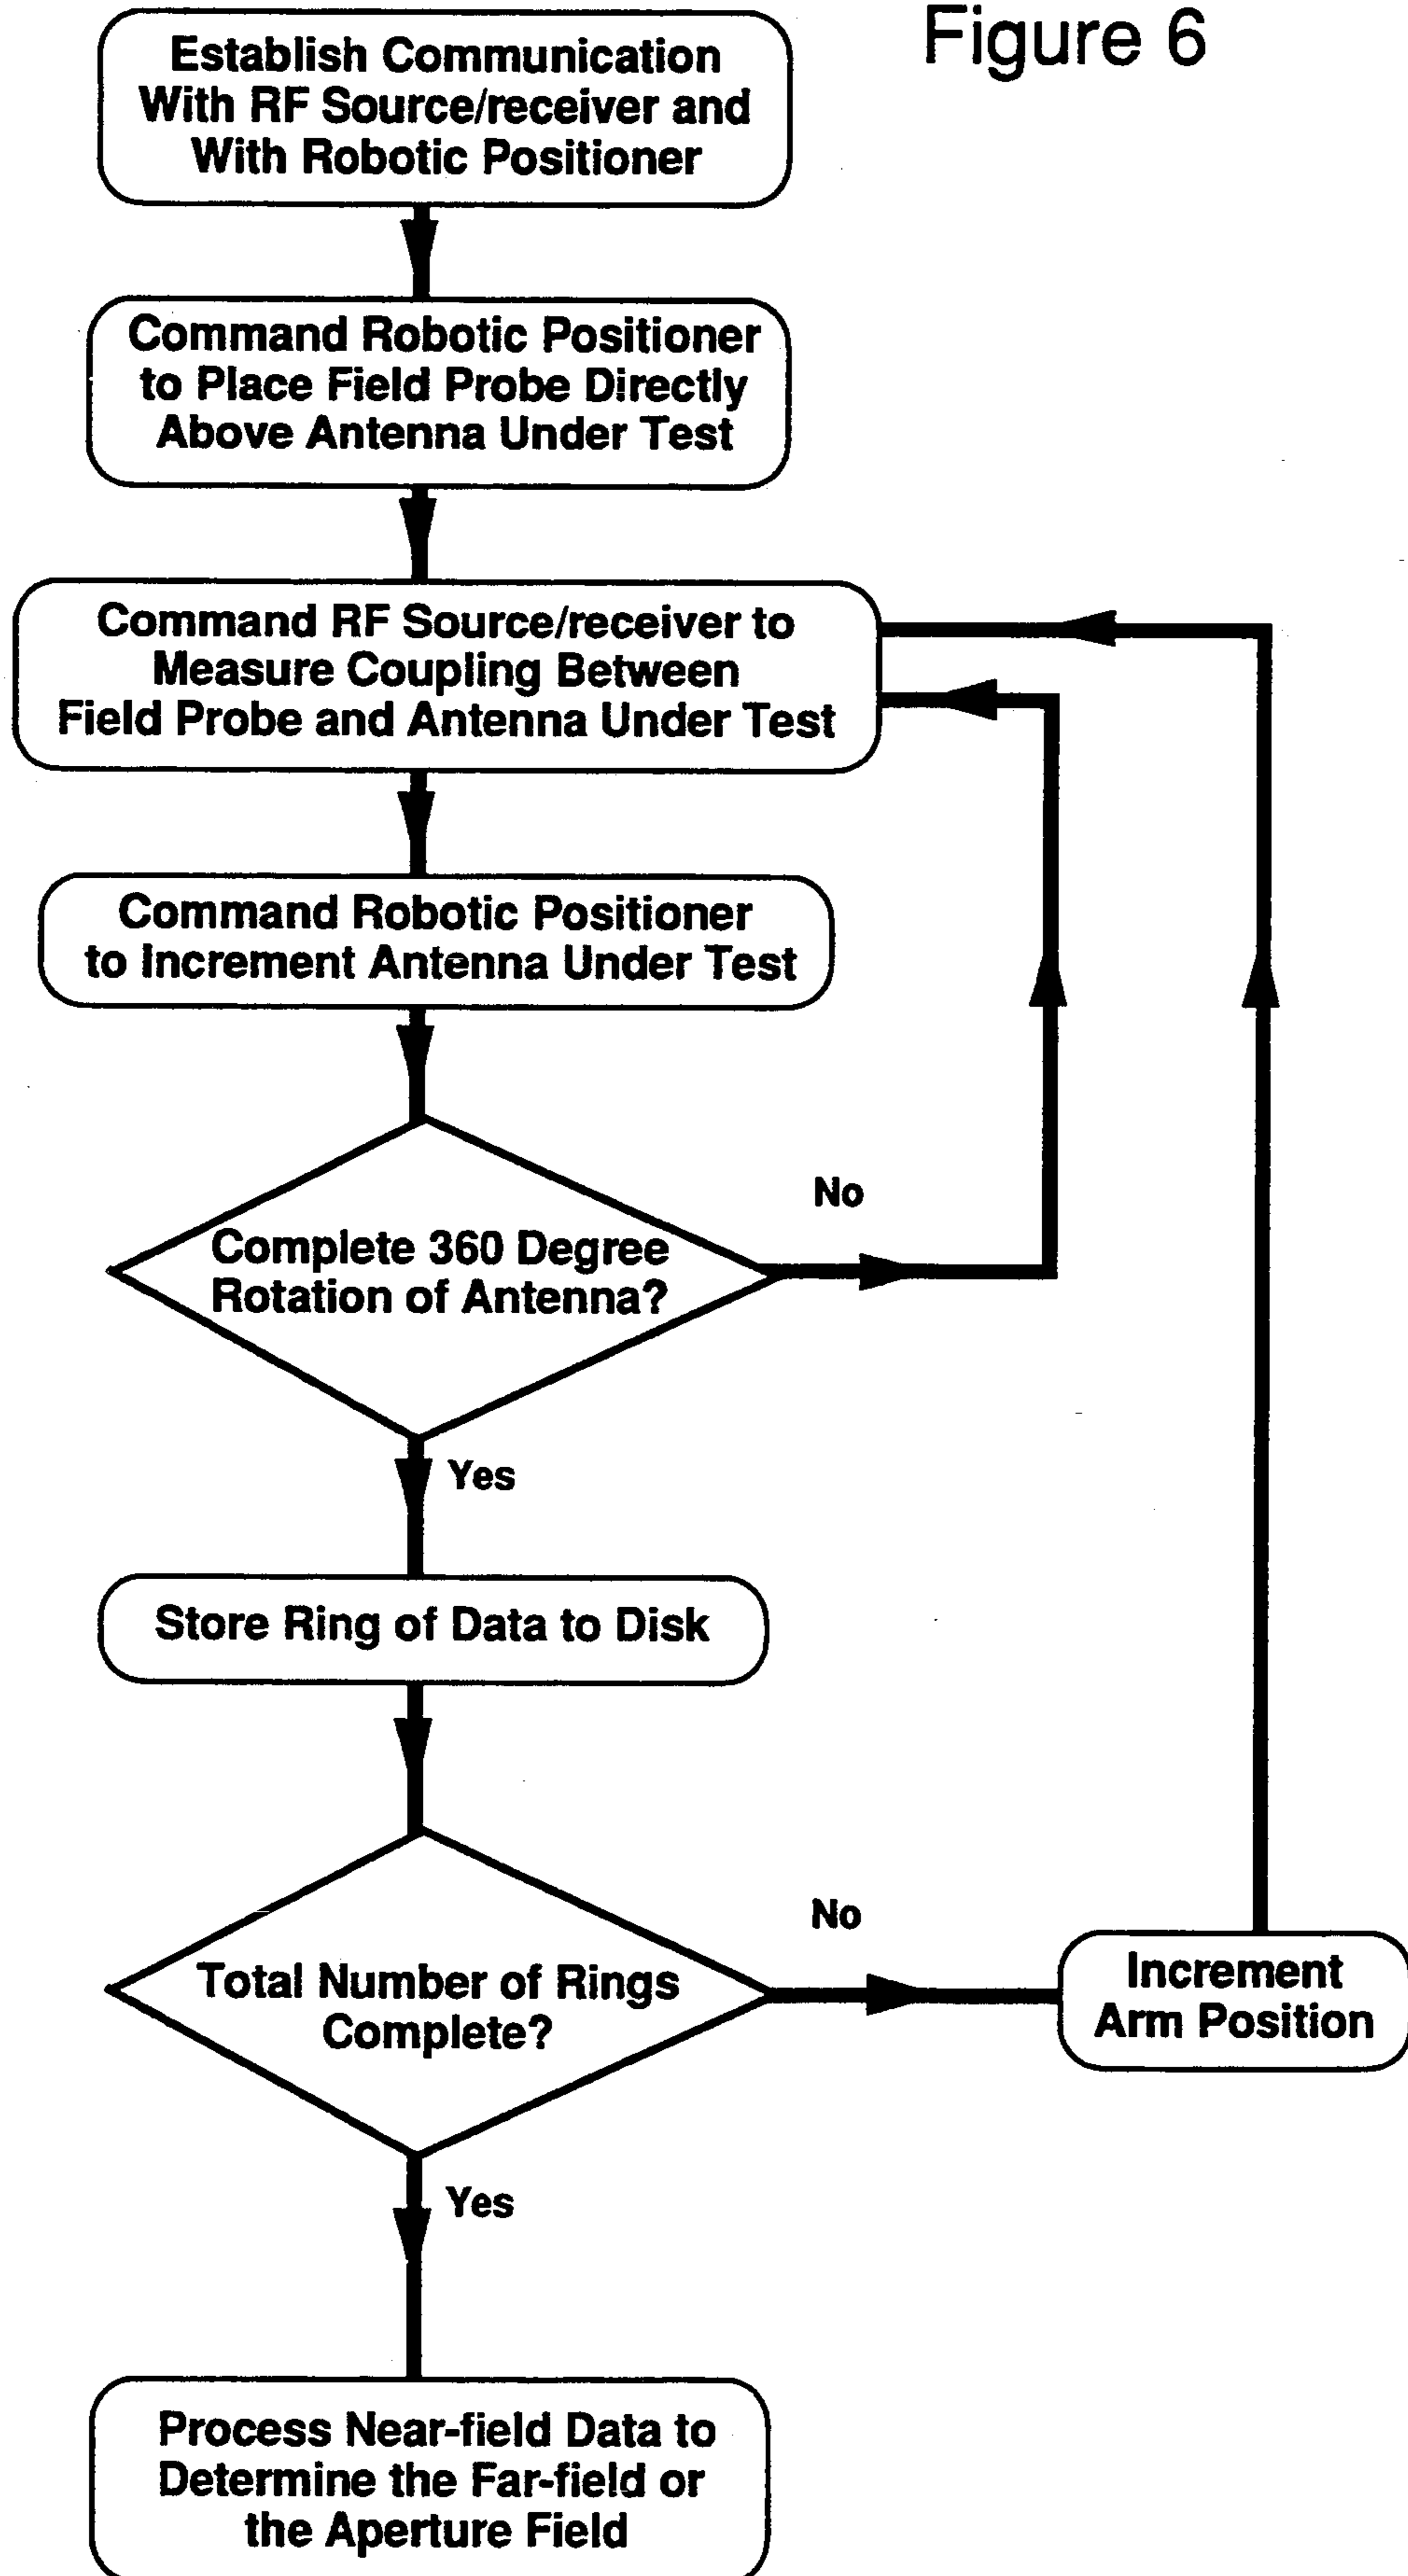 Figure 6
Establish Communication
With RF Source/receiver and
With Robotic Positioner
Command Robotic Positioner
to Place Field Probe Directly
Above Antenna Under Test
Command RF Source/receiver to
Measure Coupling Between
Field Probe and Antenna Under Test
Command Robotic Positioner
to Increment Antenna Under Test
No
Complete 360 Degree
Rotation of Antenna?
Yes
Store Ring of Data to Disk
No
Total Number of Rings
Complete?
Increment
Arm Position
Yes
Process Near-field Data to
Determine the Far-field or
the Aperture Field